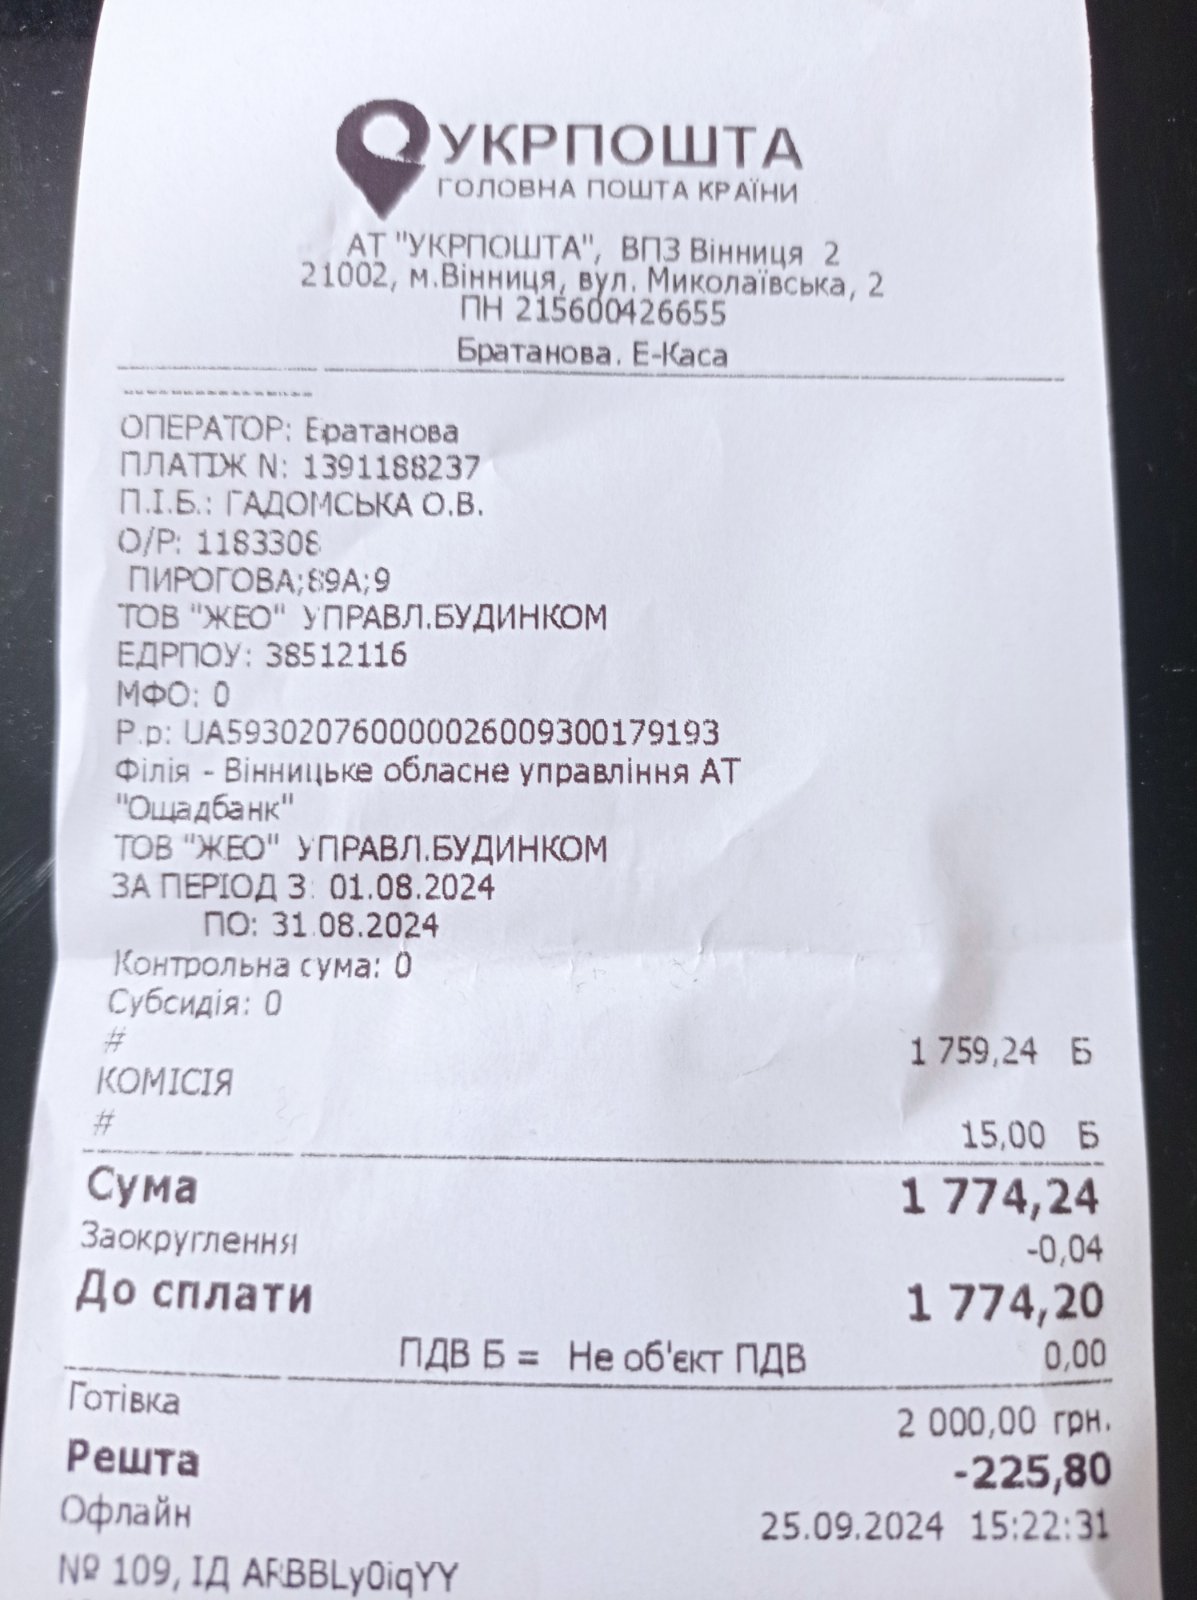 УКРПОШТА
ГОЛОВНА ПОШТА КРАЇНИ
АТ "УКРПОШТА", ВПЗ Вінниця 2
21002, м.Вінниця, вул. Миколаївська, 2
ПН 215600426655
Братанова. Е-Каса
ОПЕРАТОР: Братанова
ПЛАТІЖ N: 1391188237
П.І.Б.: ГАДОМСЬКА О.В.
О/Р: 1183308
ПИРОГОВА;89А;9
ТОВ "ЖЕО" УПРАВЛ.БУДИНКОМ
ЕДРПОУ: 38512116
МФО: 0
Р.р: UA593020760000026009300179193
Філія - Вінницьке обласне управління АТ
"Ощадбанк"
ТОВ "ЖЕО" УПРАВЛ.БУДИНКОМ
ЗА ПЕРІОД З: 01.08.2024
ПО: 31.08.2024
Контрольна сума: 0
Субсидія: 0
# 1 759,24 Б
КОМІСІЯ
# 15,00 Б
Сума 1 774,24
Заокруглення -0,04
До сплати 1 774,20
ПДВ Б = Не об'єкт ПДВ 0,00
Готівка 2 000,00 грн.
Решта -225,80
Офлайн 25.09.2024 15:22:31
№ 109, ІД ARBBLy0iqYY